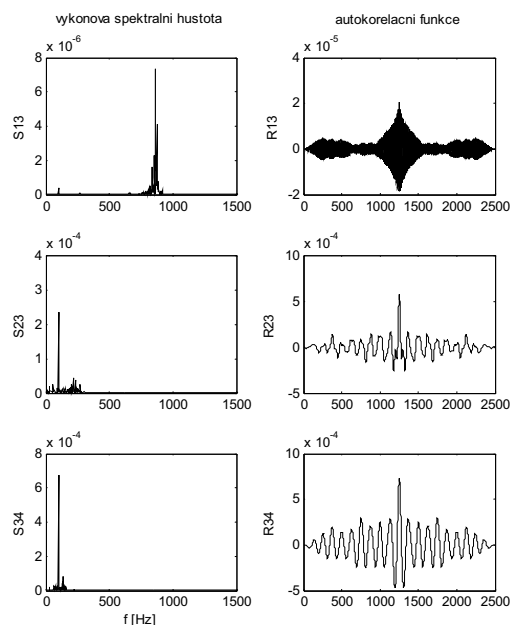 vykonova spektralni hustota
autokorelacni funkce
x 10-6
8
6
4
2
0
S13
0 500 1000 1500
x 10-5
4
2
0
-2
R13
0 500 1000 1500 2000 2500
x 10-4
4
3
2
1
0
S23
0 500 1000 1500
x 10-4
10
5
0
-5
R23
0 500 1000 1500 2000 2500
x 10-4
8
6
4
2
0
S34
0 500 1000 1500
f [Hz]
x 10-4
10
5
0
-5
R34
0 500 1000 1500 2000 2500